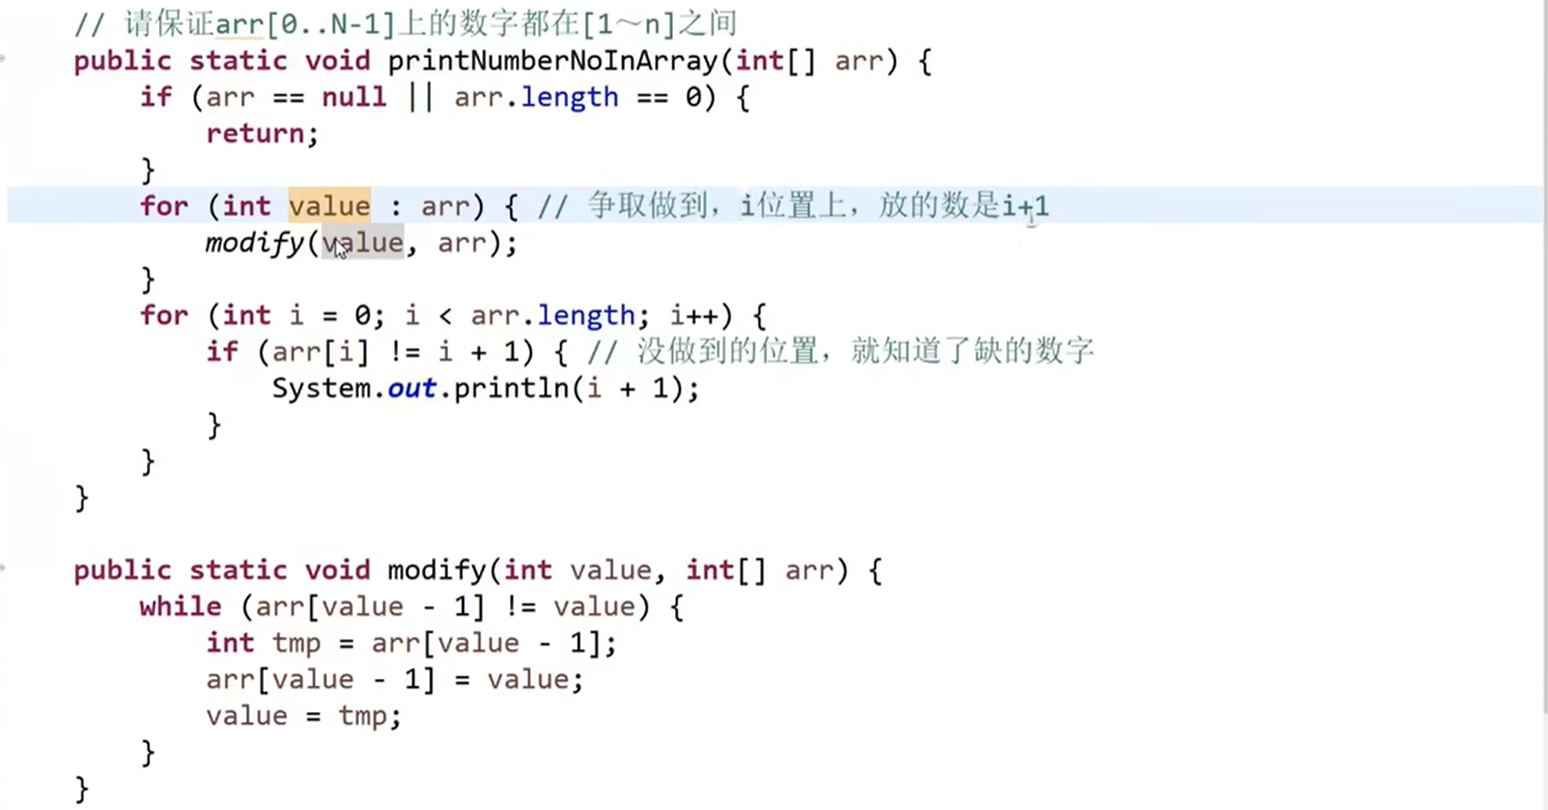 // 请保证arr[0..N-1]上的数字都在[1～n]之间
public static void printNumberNoInArray(int[] arr) {
    if (arr == null || arr.length == 0) {
        return;
    }
    for (int value : arr) { // 争取做到，i位置上，放的数是i+1
        modify(value, arr);
    }
    for (int i = 0; i < arr.length; i++) {
        if (arr[i] != i + 1) { // 没做到的位置，就知道了缺的数字
            System.out.println(i + 1);
        }
    }
}

public static void modify(int value, int[] arr) {
    while (arr[value - 1] != value) {
        int tmp = arr[value - 1];
        arr[value - 1] = value;
        value = tmp;
    }
}